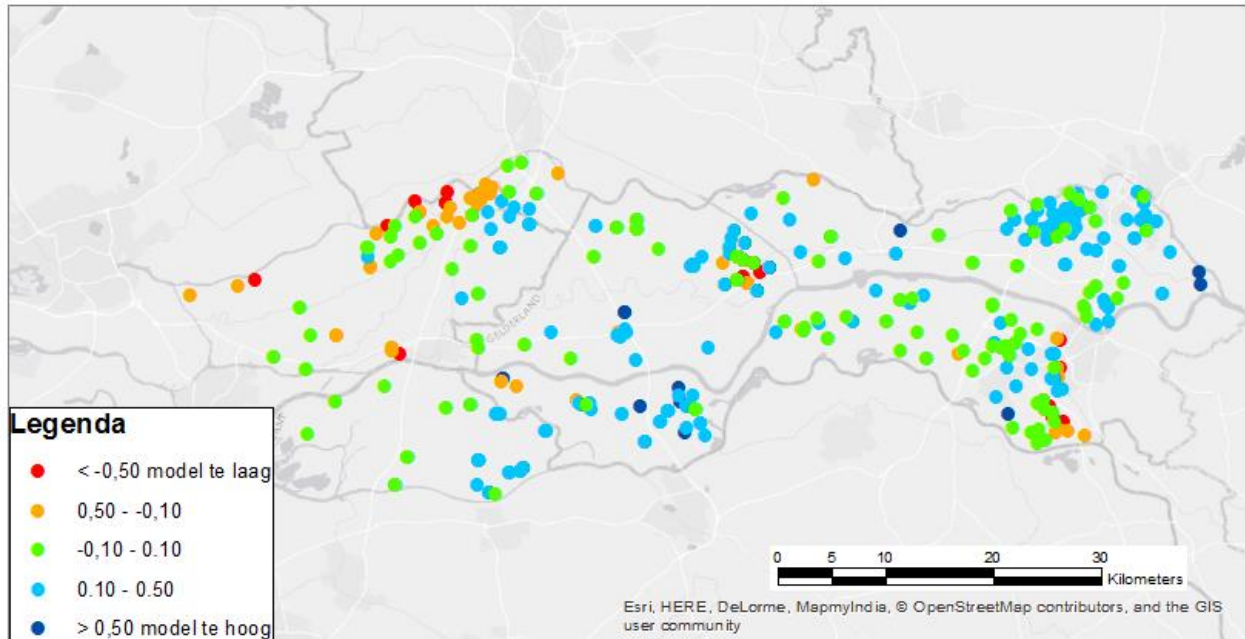 GELDERLAND
Legenda
< -0,50 model te laag
0,50 - -0,10
-0,10 - 0.10
0.10 - 0.50
> 0,50 model te hoog
0 5 10 20 30
Kilometers
Esri, HERE, DeLorme, MapmyIndia, © OpenStreetMap contributors, and the GIS
user community